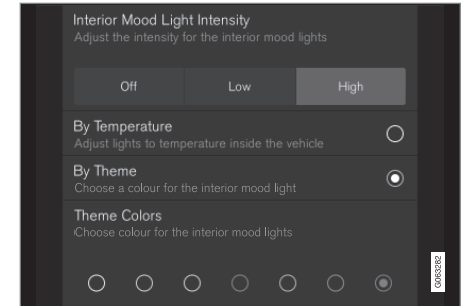 Interior Mood Light Intensity
Adjust the intensity for the interior mood lights
Off Low High
By Temperature
Adjust lights to temperature inside the vehicle
By Theme
Choose a colour for the interior mood light
Theme Colors
Choose colour for the interior mood lights
G063282